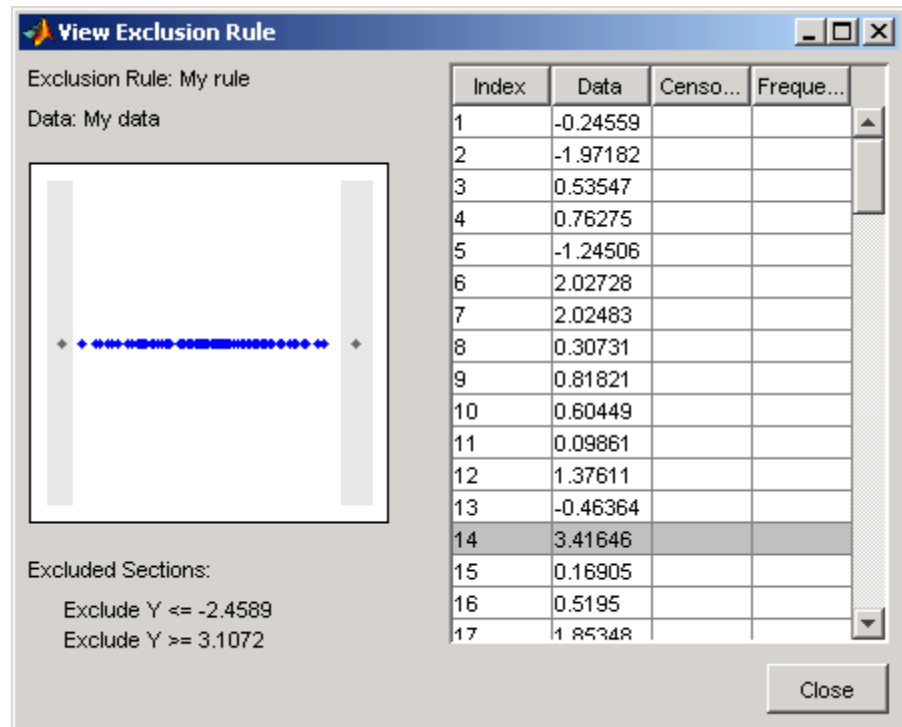 View Exclusion Rule
Exclusion Rule: My rule
Data: My data
Excluded Sections:
Exclude Y <= -2.4589
Exclude Y >= 3.1072
Index Data Censo... Freque...
1 -0.24559
2 -1.97182
3 0.53547
4 0.76275
5 -1.24506
6 2.02728
7 2.02483
8 0.30731
9 0.81821
10 0.60449
11 0.09861
12 1.37611
13 -0.46364
14 3.41646
15 0.16905
16 0.5195
17 1.85348
Close